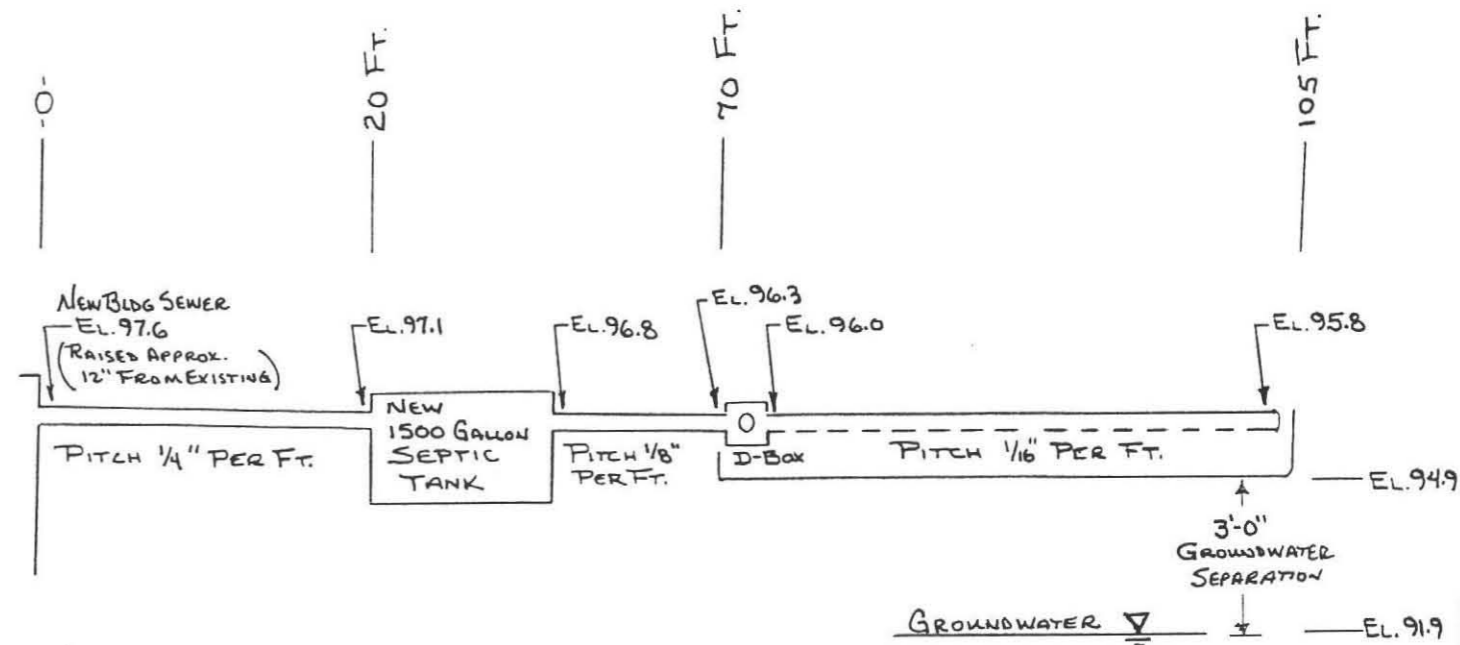 -0-
20 FT.
70 FT.
105 FT.
NEW BLDG SEWER
EL. 97.6
(RAISED APPROX.
12" FROM EXISTING)
EL. 97.1
EL. 96.8
EL. 96.3
EL. 96.0
EL. 95.8
PITCH 1/4" PER FT.
NEW
1500 GALLON
SEPTIC
TANK
PITCH 1/8"
PER FT.
O
D-BOX
PITCH 1/16" PER FT.
EL. 94.9
3'-0"
GROUNDWATER
SEPARATION
GROUNDWATER
EL. 91.9